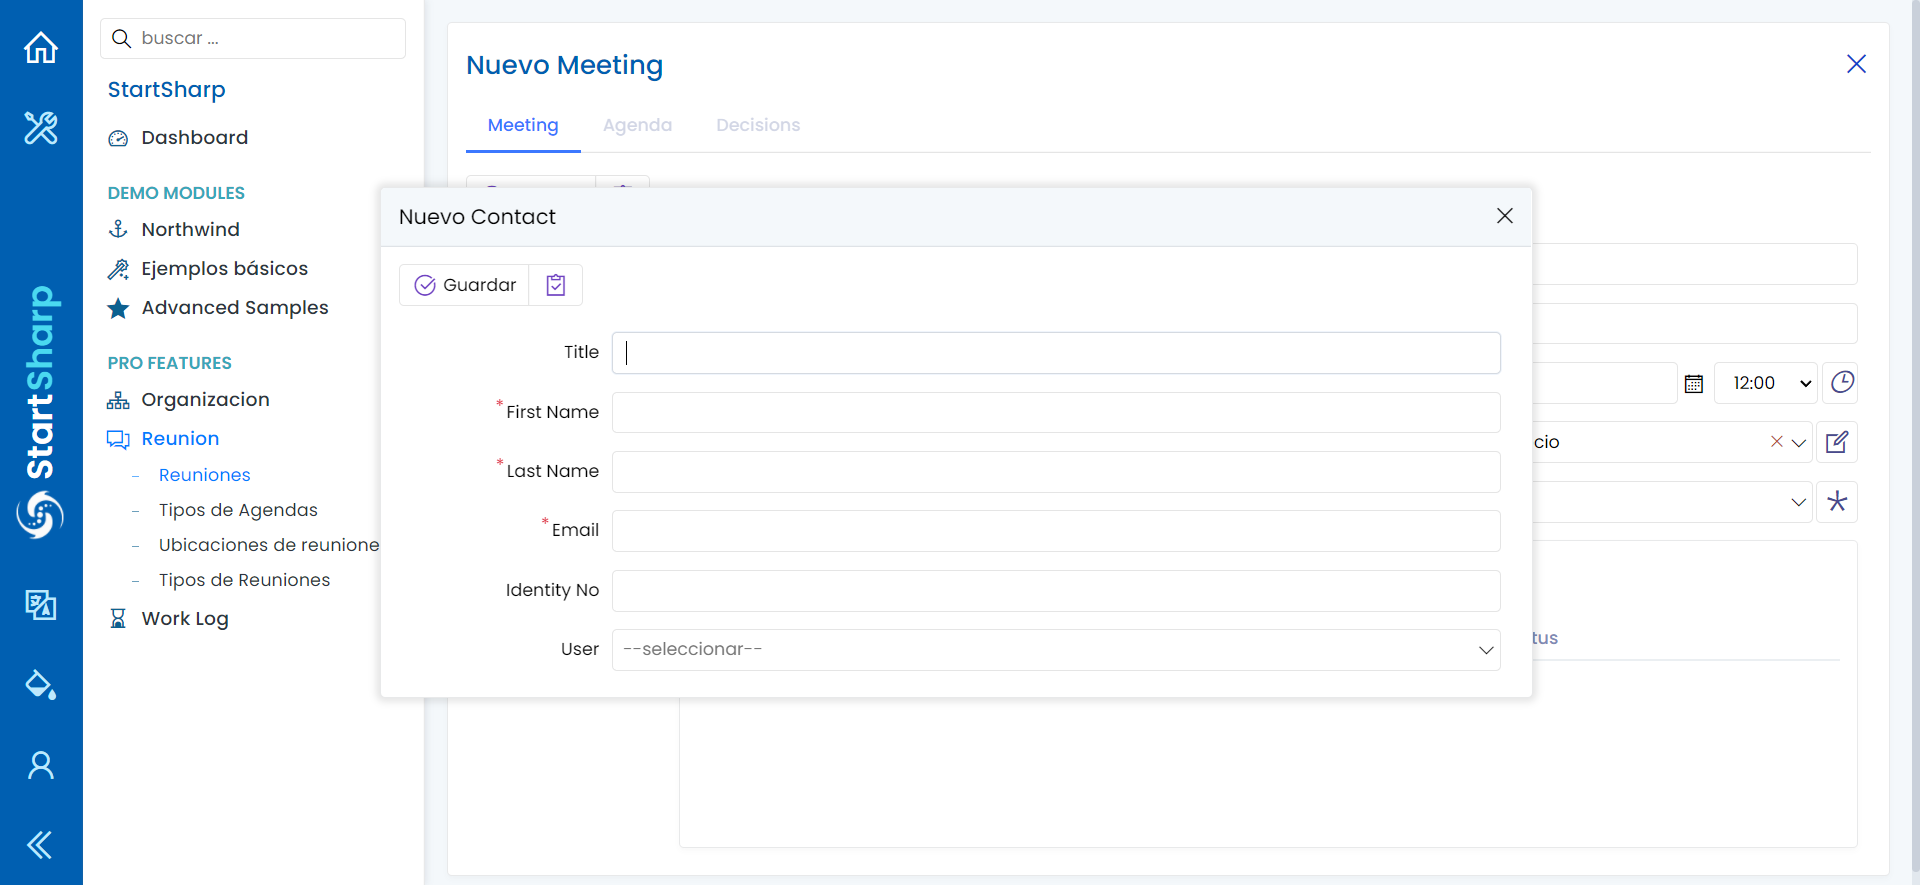 StartSharp
buscar ...
StartSharp
Dashboard
DEMO MODULES
Northwind
Ejemplos básicos
Advanced Samples
PRO FEATURES
Organizacion
Reunion
- Reuniones
- Tipos de Agendas
- Ubicaciones de reunione
- Tipos de Reuniones
Work Log
Nuevo Meeting
Meeting Agenda Decisions
Nuevo Contact
Guardar
Title
*First Name
*Last Name
*Email
Identity No
User --seleccionar--
12:00
cio
tus